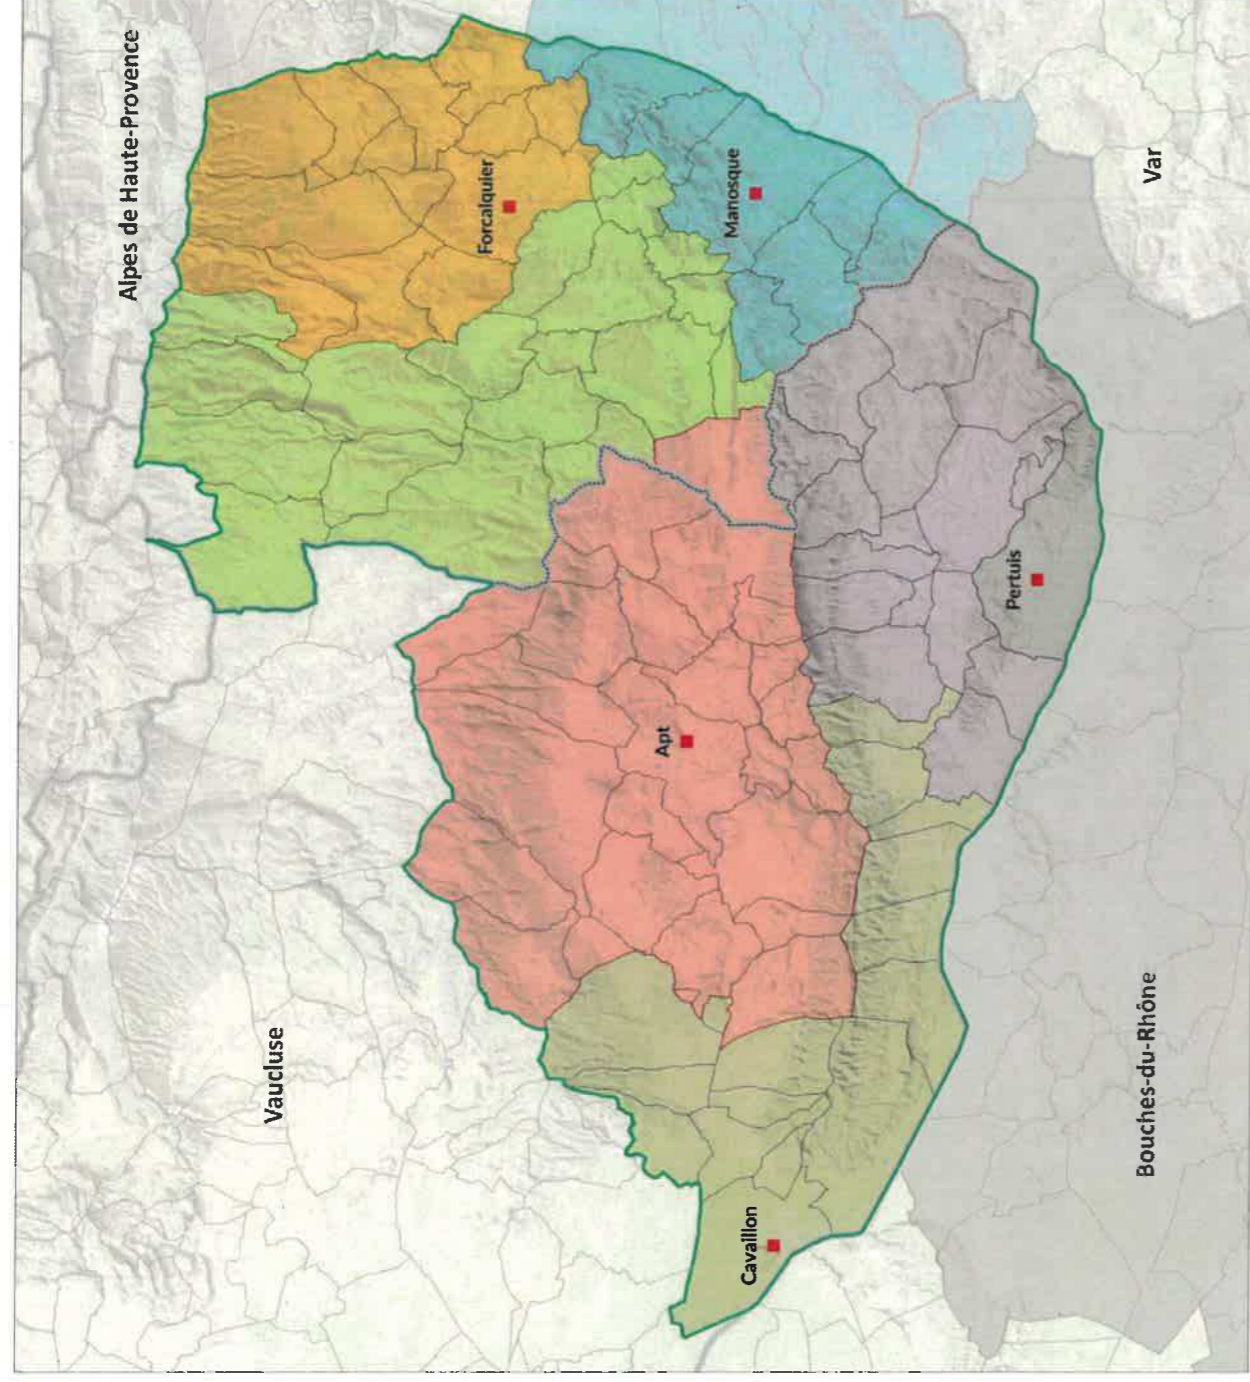 Alpes de Haute-Provence
Vaucluse
Forcalquier
Manosque
Apt
Cavaillon
Pertuis
Bouches-du-Rhône
Var